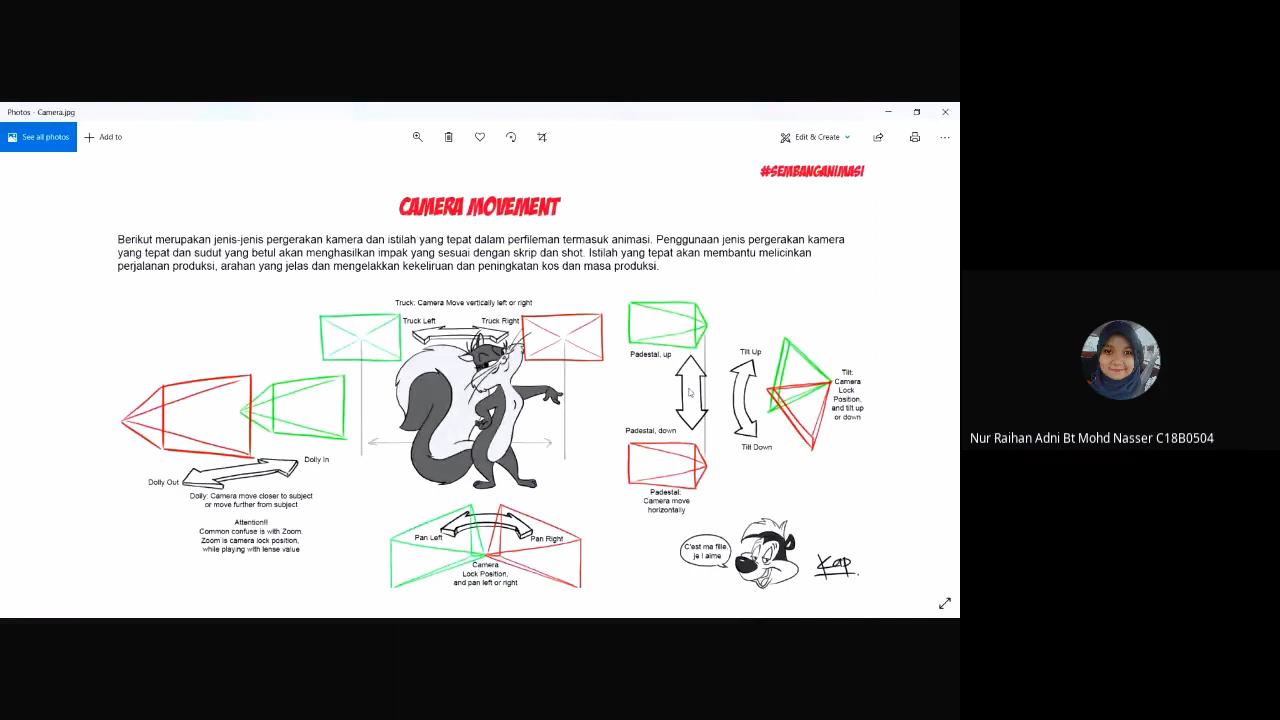 Photos - Camera.jpg
See all photos
Add to
Edit & Create
#SEMBANGANIMASI
CAMERA MOVEMENT
Berikut merupakan jenis-jenis pergerakan kamera dan istilah yang tepat dalam perfileman termasuk animasi. Penggunaan jenis pergerakan kamera
yang tepat dan sudut yang betul akan menghasilkan impak yang sesuai dengan skrip dan shot. Istilah yang tepat akan membantu melicinkan
perjalanan produksi, arahan yang jelas dan mengelakkan kekeliruan dan peningkatan kos dan masa produksi.
Truck: Camera Move vertically left or right
Truck Left
Truck Right
Padestal, up
Tilt Up
Tilt:
Camera
Lock
Position,
and tilt up
or down
Padestal, down
Tilt Down
Dolly In
Dolly Out
Dolly: Camera move closer to subject
or move further from subject
Attention!!
Common confuse is with Zoom.
Zoom is camera lock position,
while playing with lense value
Padestal:
Camera move
horizontally
Pan Left
Pan Right
Camera
Lock Position,
and pan left or right
C'est ma fille,
je l aime
Kap.
Nur Raihan Adni Bt Mohd Nasser C18B0504